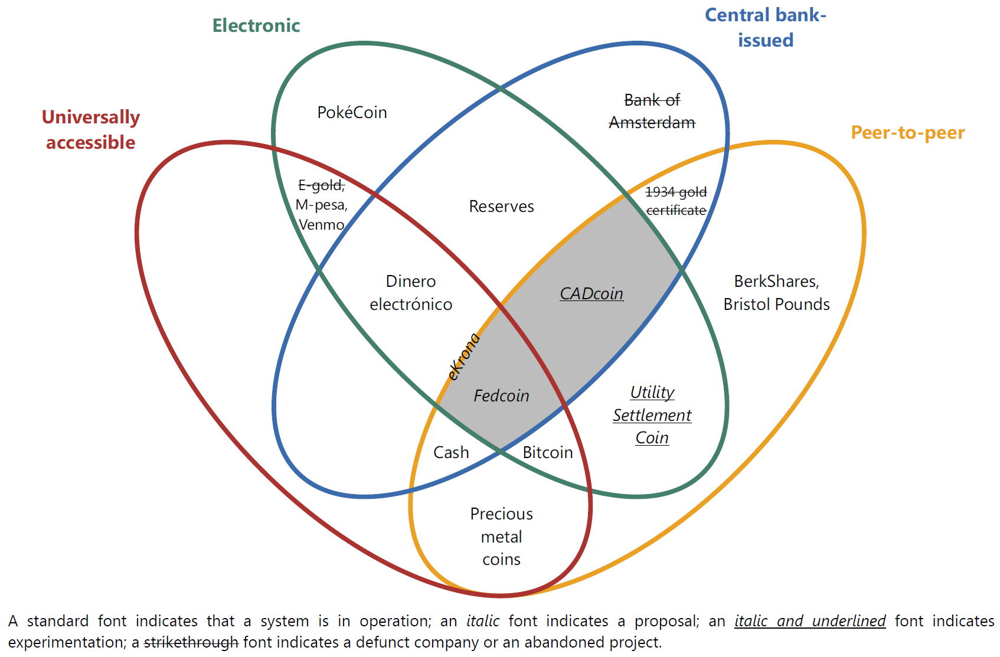 Electronic
Central bank-
issued
Universally
accessible
Peer-to-peer
PokéCoin
Bank of
Amsterdam
E-gold,
M-pesa,
Venmo
Reserves
1934 gold
certificate
Dinero
electrónico
CADcoin
BerkShares,
Bristol Pounds
eKrona
Fedcoin
Utility
Settlement
Coin
Cash
Bitcoin
Precious
metal
coins
A standard font indicates that a system is in operation; an italic font indicates a proposal; an italic and underlined font indicates
experimentation; a strikethrough font indicates a defunct company or an abandoned project.